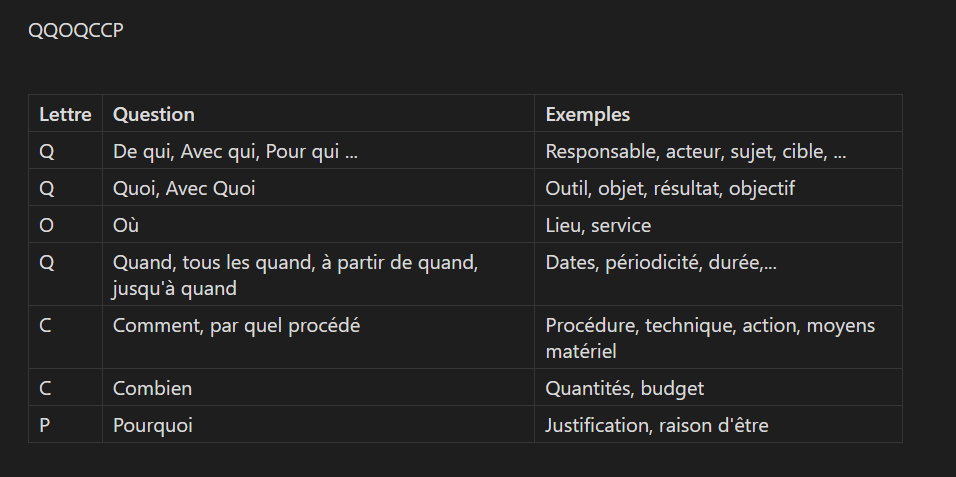 QQOQCCP
Lettre Question Exemples
Q De qui, Avec qui, Pour qui ... Responsable, acteur, sujet, cible, ...
Q Quoi, Avec Quoi Outil, objet, résultat, objectif
O Où Lieu, service
Q Quand, tous les quand, à partir de quand, Dates, périodicité, durée,...
jusqu'à quand
C Comment, par quel procédé Procédure, technique, action, moyens
matériel
C Combien Quantités, budget
P Pourquoi Justification, raison d'être